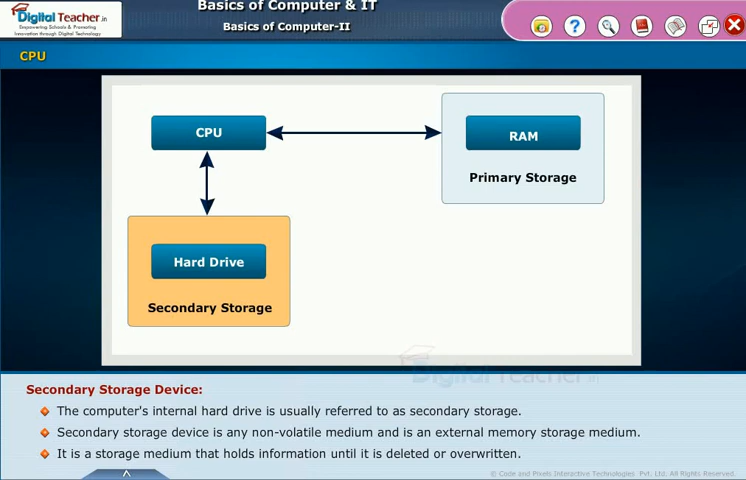 Basics of Computer & IT
Digital Teacher.in
Empowering Schools & Promoting
Innovation through Digital Technology
Basics of Computer-II
CPU
CPU
RAM
Primary Storage
Hard Drive
Secondary Storage
Digital Teacher.in
Secondary Storage Device:
The computer's internal hard drive is usually referred to as secondary storage.
Secondary storage device is any non-volatile medium and is an external memory storage medium.
It is a storage medium that holds information until it is deleted or overwritten.
© Code and Pixels Interactive Technologies Pvt. Ltd. All Rights Reserved.